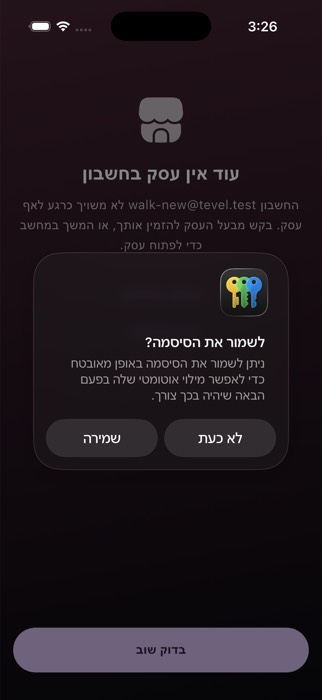 3:26
עוד אין עסק בחשבון
החשבון walk-new@tevel.test לא משויך כרגע לאף
עסק. בקש מבעל העסק להזמין אותך, או המשך במחשב
כדי לפתוח עסק.
לשמור את הסיסמה?
ניתן לשמור את הסיסמה באופן מאובטח
כדי לאפשר מילוי אוטומטי שלה בפעם
הבאה שיהיה בכך צורך.
לא כעת
שמירה
בדוק שוב